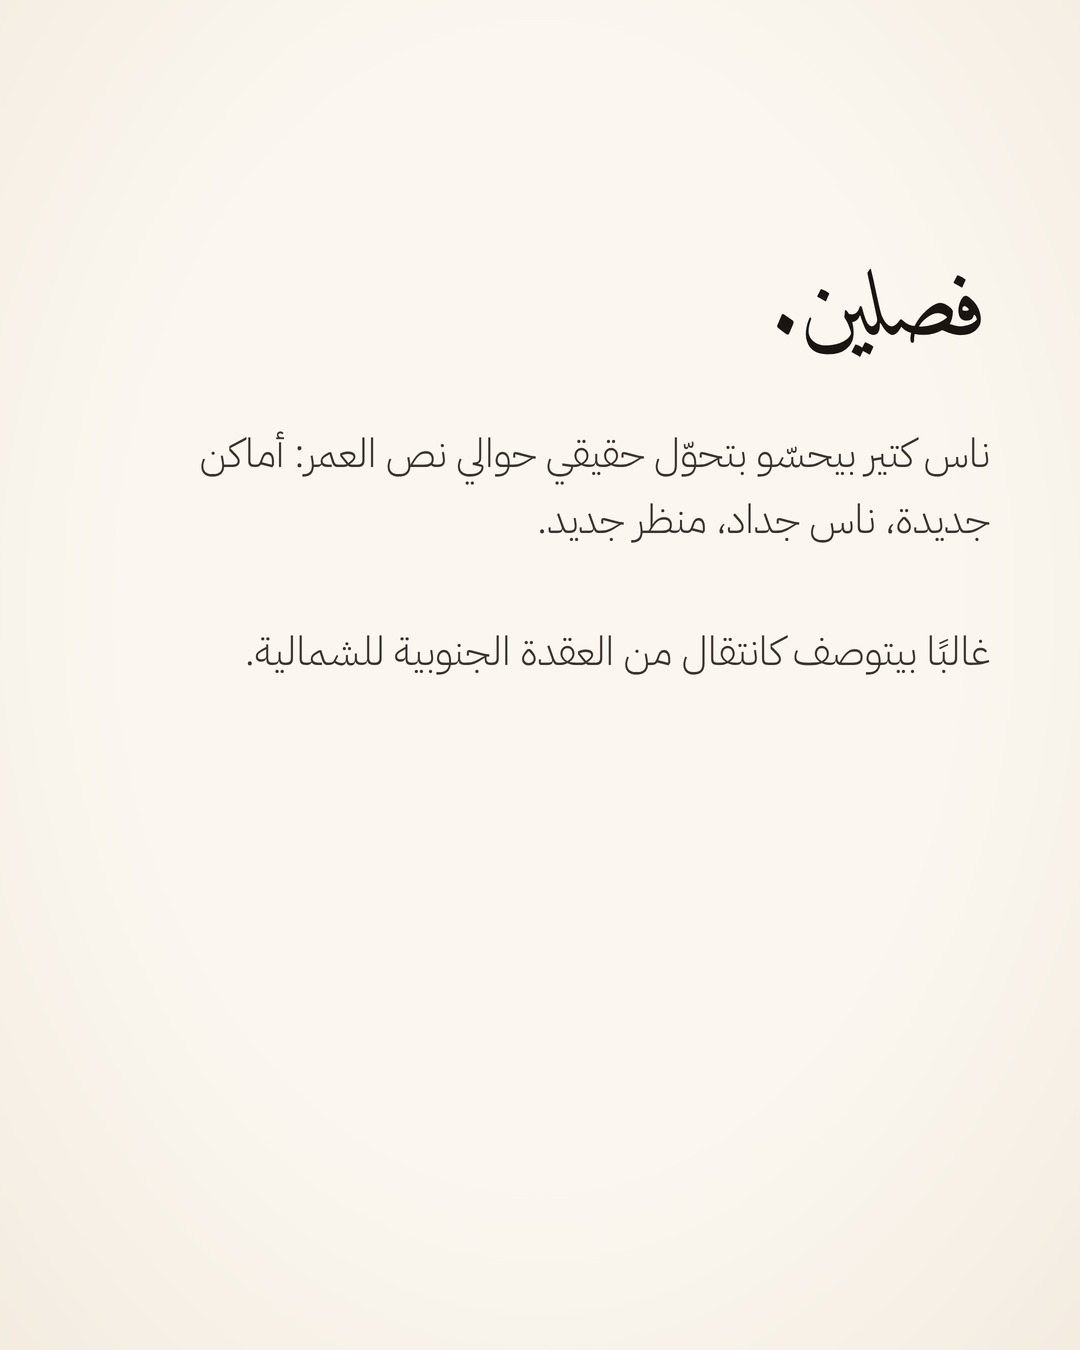 فصلين.
ناس كتير بيحسّو بتحوّل حقيقي حوالي نص العمر: أماكن
جديدة، ناس جداد، منظر جديد.
غالبًا بيتوصف كانتقال من العقدة الجنوبية للشمالية.